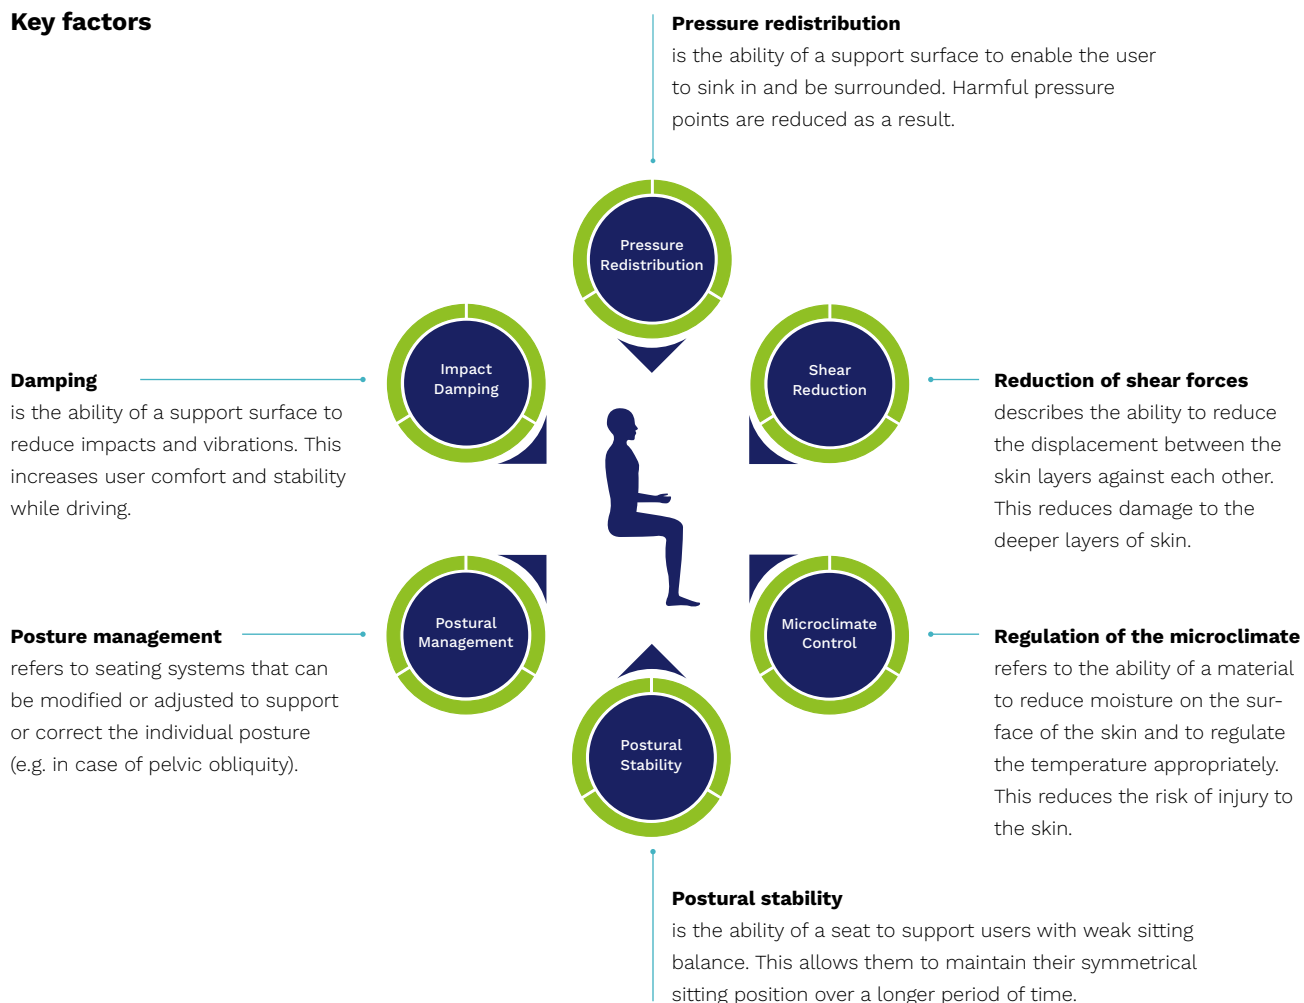 Key factors
Pressure redistribution
is the ability of a support surface to enable the user
to sink in and be surrounded. Harmful pressure
points are reduced as a result.
Pressure
Redistribution
Impact
Damping
Shear
Reduction
Damping
is the ability of a support surface to
reduce impacts and vibrations. This
increases user comfort and stability
while driving.
Reduction of shear forces
describes the ability to reduce
the displacement between the
skin layers against each other.
This reduces damage to the
deeper layers of skin.
Postural
Management
Microclimate
Control
Posture management
refers to seating systems that can
be modified or adjusted to support
or correct the individual posture
(e.g. in case of pelvic obliquity).
Regulation of the microclimate
refers to the ability of a material
to reduce moisture on the sur-
face of the skin and to regulate
the temperature appropriately.
This reduces the risk of injury to
the skin.
Postural
Stability
Postural stability
is the ability of a seat to support users with weak sitting
balance. This allows them to maintain their symmetrical
sitting position over a longer period of time.